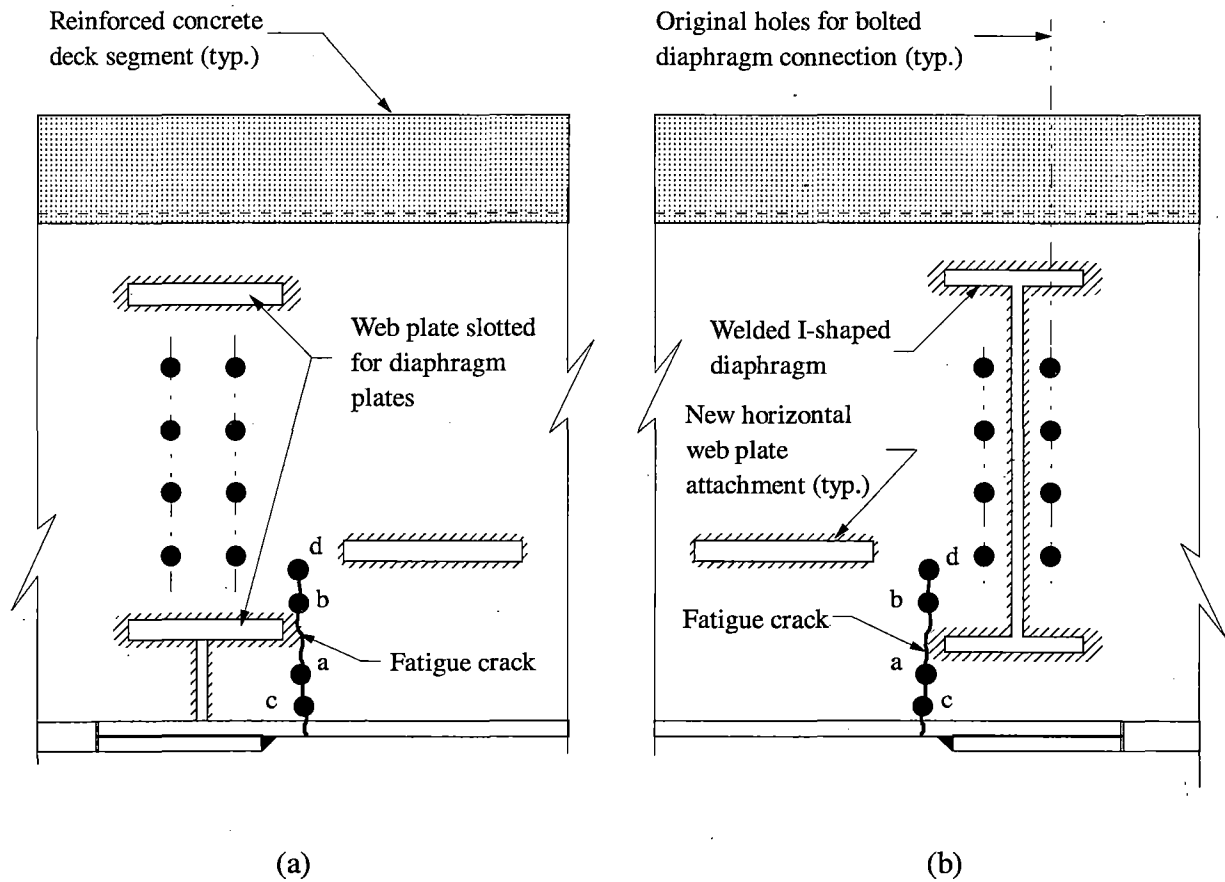 Reinforced concrete
deck segment (typ.)
Original holes for bolted
diaphragm connection (typ.)
Web plate slotted
for diaphragm
plates
d
b
a
c
Fatigue crack
Welded I-shaped
diaphragm
New horizontal
web plate
attachment (typ.)
d
b
Fatigue crack
a
c
(a)
(b)